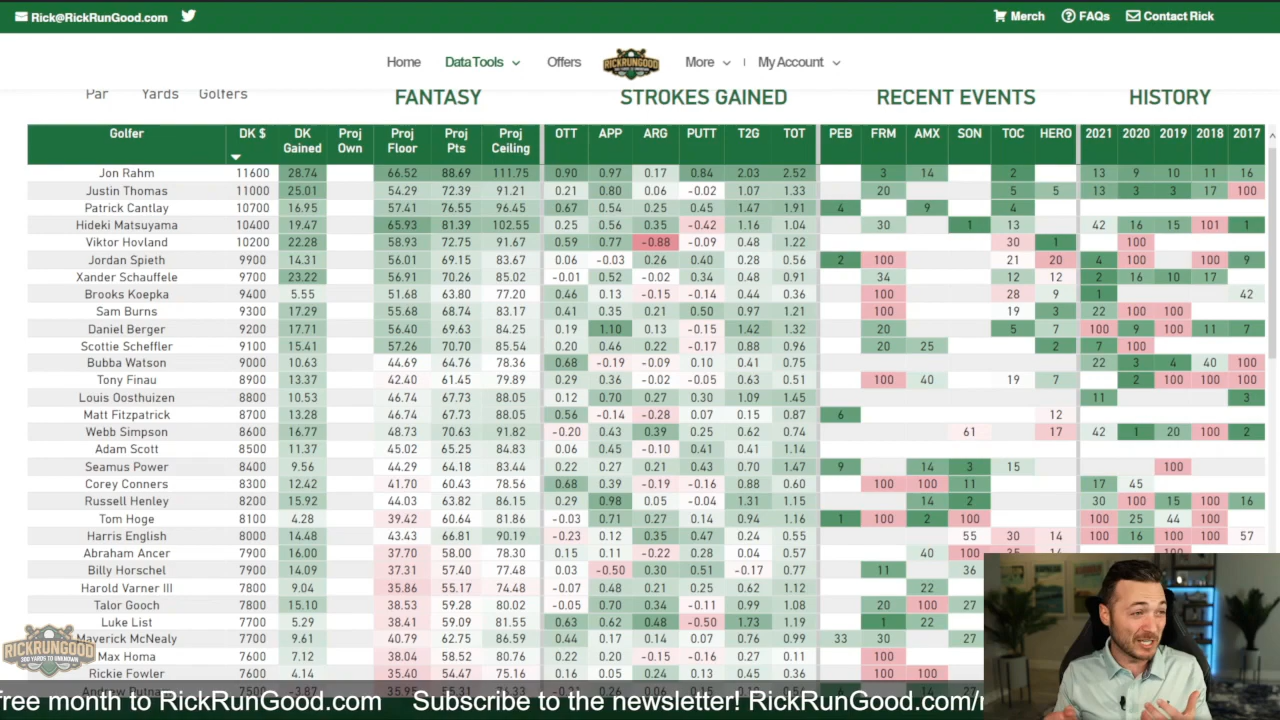 Rick@RickRunGood.com Merch FAQs Contact Rick
Home Data Tools Offers RICKRUNGOOD More | My Account
Par Yards Golfers FANTASY STROKES GAINED RECENT EVENTS HISTORY
Golfer DK $ DK Gained Proj Own Proj Floor Proj Pts Proj Ceiling OTT APP ARG PUTT T2G TOT PEB FRM AMX SON TOC HERO 2021 2020 2019 2018 2017
Jon Rahm 11600 28.74 66.52 88.69 111.75 0.90 0.97 0.17 0.84 2.03 2.52 3 14 2 13 9 10 11 16
Justin Thomas 11000 25.01 54.29 72.39 91.21 0.21 0.80 0.06 -0.02 1.07 1.33 20 5 5 13 3 3 17 100
Patrick Cantlay 10700 16.95 57.41 76.55 96.45 0.67 0.54 0.25 0.45 1.47 1.91 4 9 4
Hideki Matsuyama 10400 19.47 65.93 81.39 102.55 0.25 0.56 0.35 -0.42 1.16 1.04 30 1 13 42 16 15 101 1
Viktor Hovland 10200 22.28 58.93 72.75 91.67 0.59 0.77 -0.88 -0.09 0.48 1.22 30 1 100
Jordan Spieth 9900 14.31 56.01 69.15 83.67 0.06 -0.03 0.26 0.40 0.28 0.56 2 100 21 20 4 100 100 9
Xander Schauffele 9700 23.22 56.91 70.26 85.02 -0.01 0.52 -0.02 0.34 0.48 0.91 34 12 12 2 16 10 17
Brooks Koepka 9400 5.55 51.68 63.80 77.20 0.46 0.13 -0.15 -0.14 0.44 0.36 100 28 9 1 42
Sam Burns 9300 17.29 55.68 68.74 83.17 0.41 0.35 0.21 0.50 0.97 1.21 100 19 3 22 100 100
Daniel Berger 9200 17.71 56.40 69.63 84.25 0.19 1.10 0.13 -0.15 1.42 1.32 20 5 7 100 9 100 11 7
Scottie Scheffler 9100 15.41 57.26 70.70 85.54 0.20 0.46 0.22 -0.17 0.88 0.96 20 25 2 7 100
Bubba Watson 9000 10.63 44.69 64.76 78.36 0.68 -0.19 -0.09 0.10 0.41 0.75 22 3 4 40 100
Tony Finau 8900 13.37 42.40 61.45 79.89 0.29 0.36 -0.02 -0.05 0.63 0.51 100 40 19 7 2 100 100 100
Louis Oosthuizen 8800 10.53 46.74 67.73 88.05 0.12 0.70 0.27 0.30 1.09 1.45 11 3
Matt Fitzpatrick 8700 13.28 46.74 67.73 88.05 0.56 -0.14 -0.28 0.07 0.15 0.87 6 12
Webb Simpson 8600 16.77 48.73 70.63 91.82 -0.20 0.43 0.39 0.25 0.62 0.74 61 17 42 1 20 100 2
Adam Scott 8500 11.37 45.02 65.25 84.83 0.06 0.45 -0.10 0.41 0.41 1.14
Seamus Power 8400 9.56 44.29 64.18 83.44 0.22 0.27 0.21 0.43 0.70 1.47 9 14 3 15 100
Corey Conners 8300 12.42 41.70 60.43 78.56 0.68 0.39 -0.19 -0.16 0.88 0.60 100 100 11 17 45
Russell Henley 8200 15.92 44.03 63.82 86.15 0.29 0.98 0.05 -0.04 1.31 1.15 14 2 30 100 15 100 16
Tom Hoge 8100 4.28 39.42 60.64 81.86 -0.03 0.71 0.27 0.14 0.94 1.16 1 100 2 100 100 25 44 100
Harris English 8000 14.48 43.43 66.81 90.19 -0.23 0.12 0.35 0.47 0.24 0.55 55 30 14 100 16 100 100 57
Abraham Ancer 7900 16.00 37.70 58.00 78.30 0.15 0.11 -0.22 0.28 0.04 0.57 40 100
Billy Horschel 7900 14.09 37.31 57.40 77.48 0.03 -0.50 0.30 0.51 -0.17 0.77 11 36
Harold Varner III 7800 9.04 35.86 55.17 74.48 -0.07 0.48 0.21 0.25 0.62 1.12 22
Talor Gooch 7800 15.10 38.53 59.28 80.02 -0.05 0.70 0.34 -0.11 0.99 1.08 20 100 27
Luke List 7700 5.29 38.41 81.55 0.63 0.62 0.48 -0.50 1.73 1.19 1 22
Maverick McNealy 7700 9.61 40.79 62.75 86.59 0.44 0.17 0.14 0.07 0.76 0.99 33 30 27
Max Homa 7600 7.12 38.04 58.52 80.76 0.22 0.20 -0.15 -0.16 0.27 0.11 100
Rickie Fowler 7600 4.14 35.40 54.47 75.16 0.16 0.05 0.24 0.13 0.45 0.36 100 100
RICKRUNGOOD
300 YARDS TO UNKNOWN
free month to RickRunGood.com Subscribe to the newsletter! RickRunGood.com/